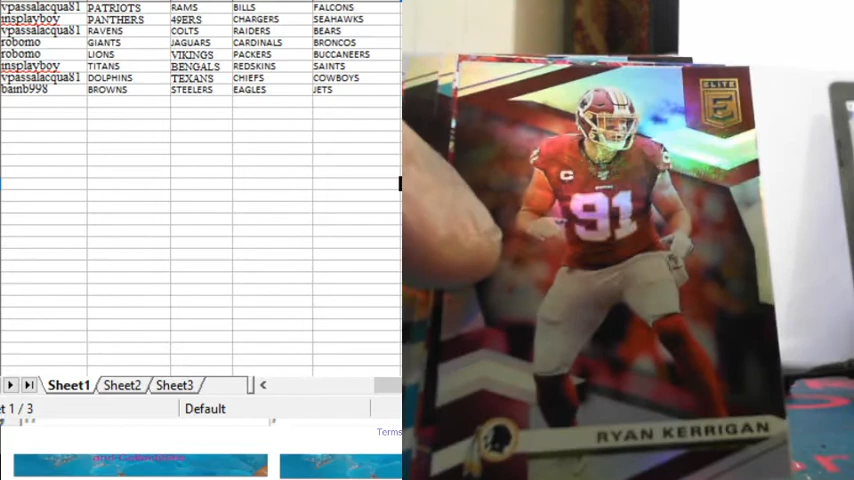 vpassalacqua81 PATRIOTS RAMS BILLS FALCONS
insplayboy PANTHERS 49ERS CHARGERS SEAHAWKS
vpassalacqua81 RAVENS COLTS RAIDERS BEARS
robomo GIANTS JAGUARS CARDINALS BRONCOS
robomo LIONS VIKINGS PACKERS BUCCANEERS
insplayboy TITANS BENGALS REDSKINS SAINTS
vpassalacqua81 DOLPHINS TEXANS CHIEFS COWBOYS
bainb998 BROWNS STEELERS EAGLES JETS
Sheet1 Sheet2 Sheet3
t 1 / 3 Default
Terms
ELITE
E
C
91
RYAN KERRIGAN